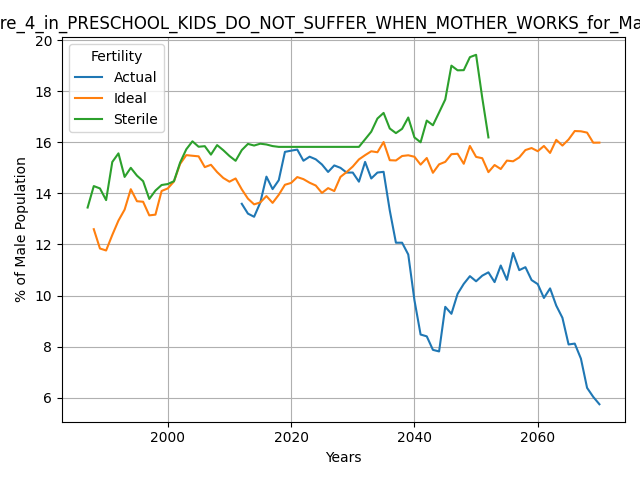 re_4_in_PRESCHOOL_KIDS_DO_NOT_SUFFER_WHEN_MOTHER_WORKS_for_Ma
Fertility
Actual
Ideal
Sterile
% of Male Population
20
18
16
14
12
10
8
6
2000 2020 2040 2060
Years